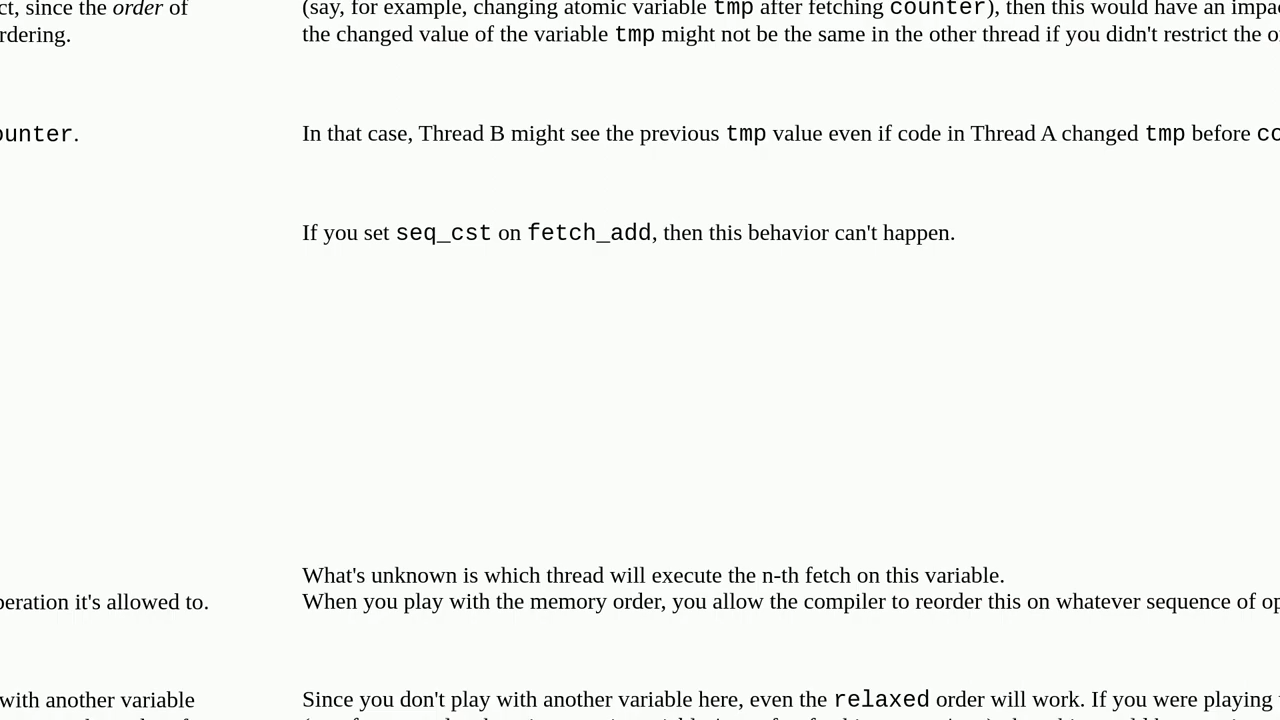 ct, since the order of
rdering.
ounter.
peration it's allowed to.
with another variable
(say, for example, changing atomic variable tmp after fetching counter), then this would have an impac
the changed value of the variable tmp might not be the same in the other thread if you didn't restrict the o
In that case, Thread B might see the previous tmp value even if code in Thread A changed tmp before co
If you set seq_cst on fetch_add, then this behavior can't happen.
What's unknown is which thread will execute the n-th fetch on this variable.
When you play with the memory order, you allow the compiler to reorder this on whatever sequence of op
Since you don't play with another variable here, even the relaxed order will work. If you were playing